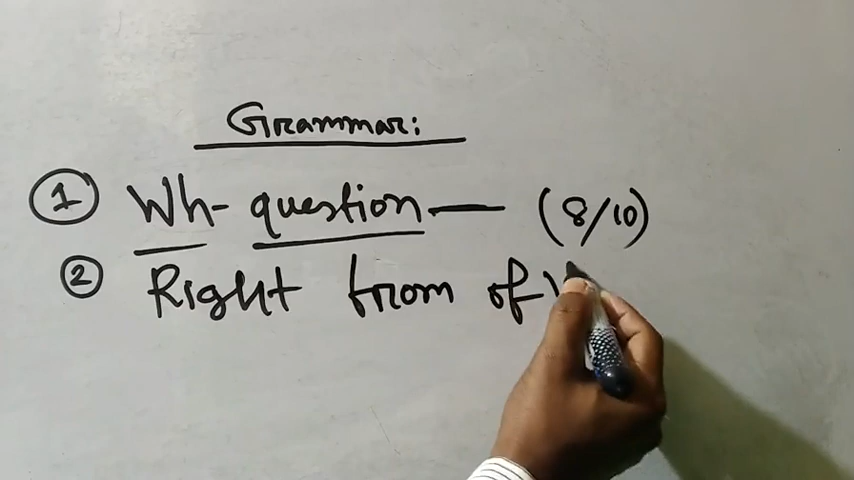 Grammar:
1 Wh- question — (8/10)
2 Right from of